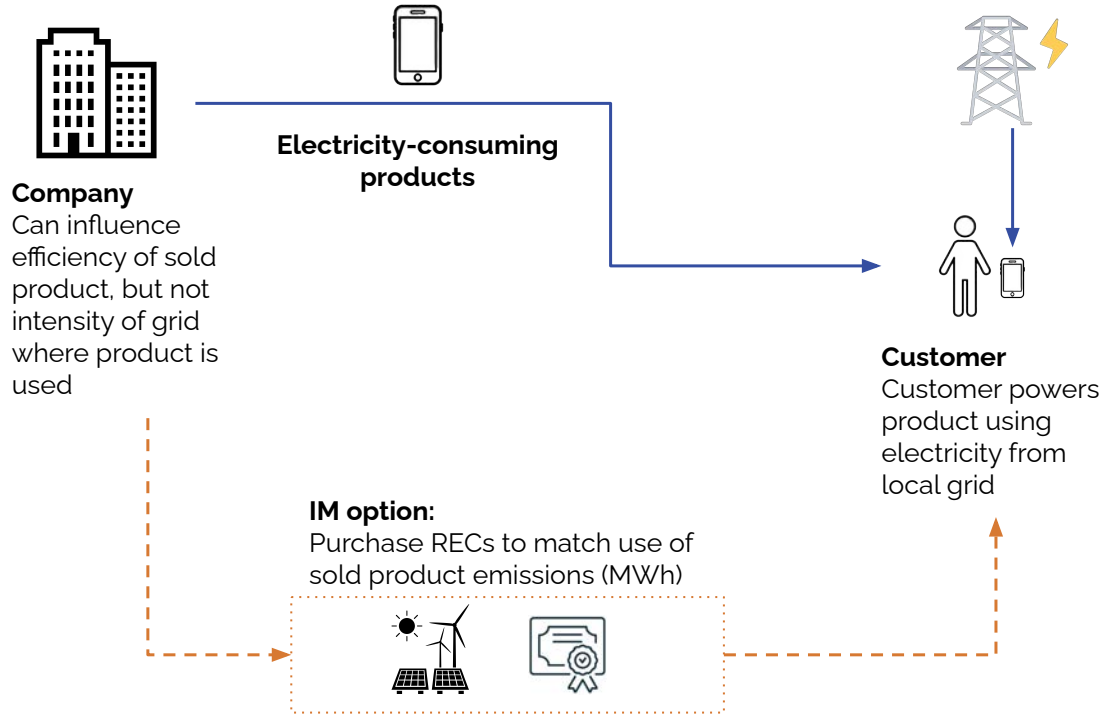 Electricity-consuming
products
Company
Can influence
efficiency of sold
product, but not
intensity of grid
where product is
used
Customer
Customer powers
product using
electricity from
local grid
IM option:
Purchase RECs to match use of
sold product emissions (MWh)